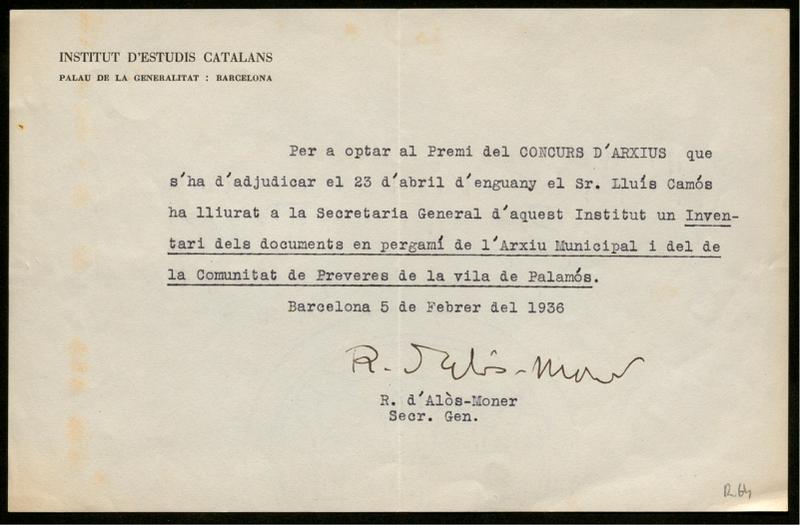 INSTITUT D'ESTUDIS CATALANS
PALAU DE LA GENERALITAT : BARCELONA
Per a optar al Premi del CONCURS D'ARXIUS que
s'ha d'adjudicar el 23 d'abril d'enguany el Sr. Lluís Camós
ha lliurat a la Secretaria General d'aquest Institut un Inven-
tari dels documents en pergamí de l'Arxiu Municipal i del de
la Comunitat de Preveres de la vila de Palamós.
Barcelona 5 de Febrer del 1936
R. d'Alòs-Moner
R. d'Alòs-Moner
Secr. Gen.
R.64